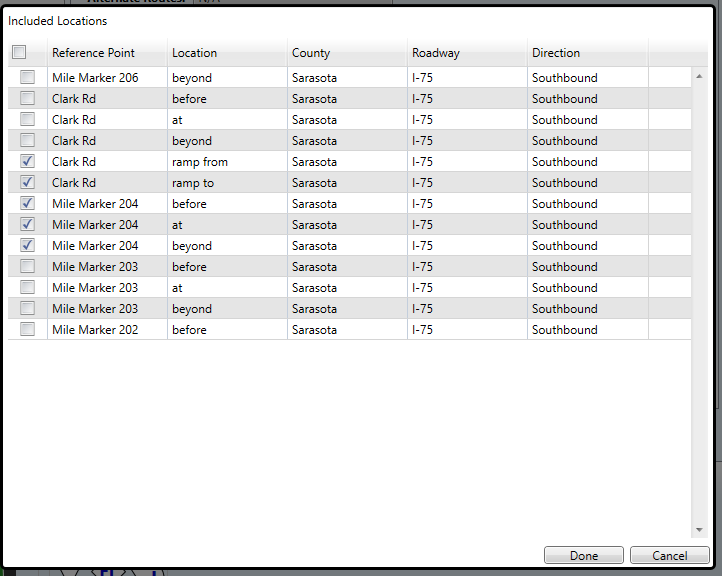 Included Locations
Reference Point Location County Roadway Direction
Mile Marker 206 beyond Sarasota I-75 Southbound
Clark Rd before Sarasota I-75 Southbound
Clark Rd at Sarasota I-75 Southbound
Clark Rd beyond Sarasota I-75 Southbound
Clark Rd ramp from Sarasota I-75 Southbound
Clark Rd ramp to Sarasota I-75 Southbound
Mile Marker 204 before Sarasota I-75 Southbound
Mile Marker 204 at Sarasota I-75 Southbound
Mile Marker 204 beyond Sarasota I-75 Southbound
Mile Marker 203 before Sarasota I-75 Southbound
Mile Marker 203 at Sarasota I-75 Southbound
Mile Marker 203 beyond Sarasota I-75 Southbound
Mile Marker 202 before Sarasota I-75 Southbound
Done Cancel